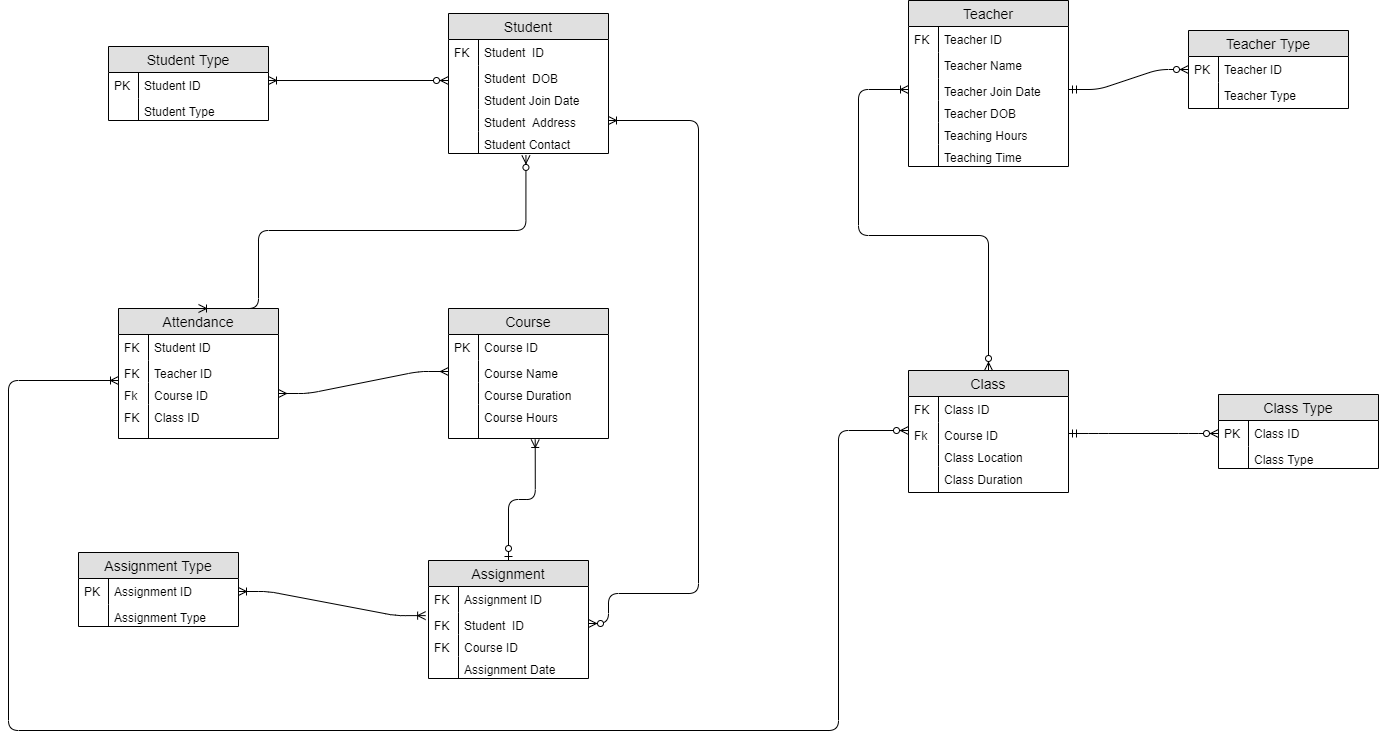 Student Type
PK Student ID
Student Type
Student
FK Student  ID
Student  DOB
Student Join Date
Student  Address
Student Contact
Teacher
FK Teacher ID
Teacher Name
Teacher Join Date
Teacher DOB
Teaching Hours
Teaching Time
Teacher Type
PK Teacher ID
Teacher Type
Attendance
FK Student ID
FK Teacher ID
Fk Course ID
FK Class ID
Course
PK Course ID
Course Name
Course Duration
Course Hours
Class
FK Class ID
Fk Course ID
Class Location
Class Duration
Class Type
PK Class ID
Class Type
Assignment Type
PK Assignment ID
Assignment Type
Assignment
FK Assignment ID
FK Student  ID
FK Course ID
Assignment Date